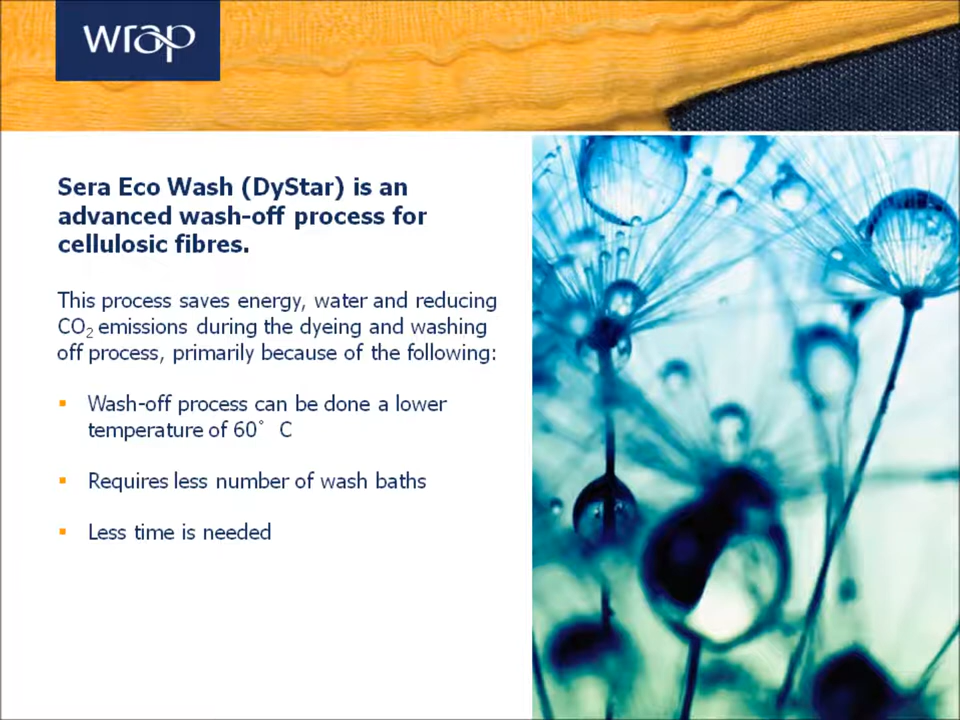 wrap
Sera Eco Wash (DyStar) is an
advanced wash-off process for
cellulosic fibres.
This process saves energy, water and reducing
CO₂ emissions during the dyeing and washing
off process, primarily because of the following:
▪ Wash-off process can be done a lower
temperature of 60° C
▪ Requires less number of wash baths
▪ Less time is needed